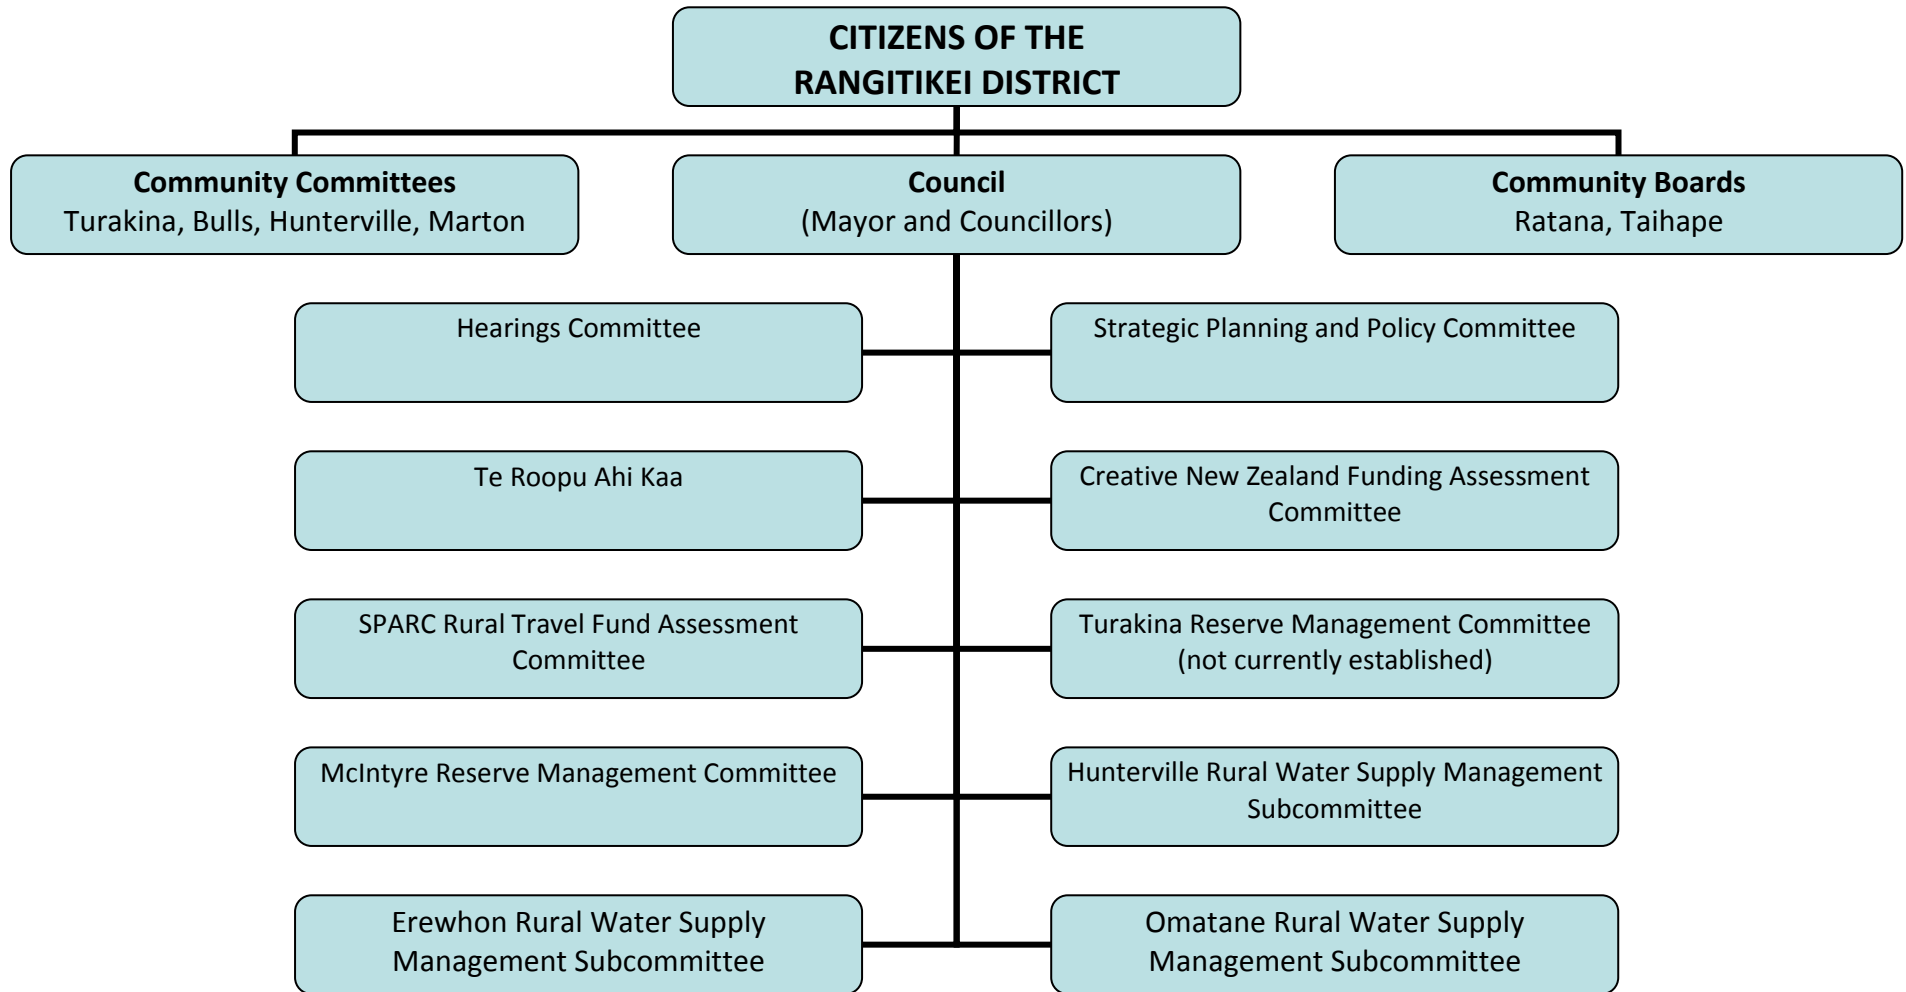 CITIZENS OF THE
RANGITIKEI DISTRICT
Community Committees
Turakina, Bulls, Hunterville, Marton
Council
(Mayor and Councillors)
Community Boards
Ratana, Taihape
Hearings Committee
Strategic Planning and Policy Committee
Te Roopu Ahi Kaa
Creative New Zealand Funding Assessment
Committee
SPARC Rural Travel Fund Assessment
Committee
Turakina Reserve Management Committee
(not currently established)
McIntyre Reserve Management Committee
Hunterville Rural Water Supply Management
Subcommittee
Erewhon Rural Water Supply
Management Subcommittee
Omatane Rural Water Supply
Management Subcommittee